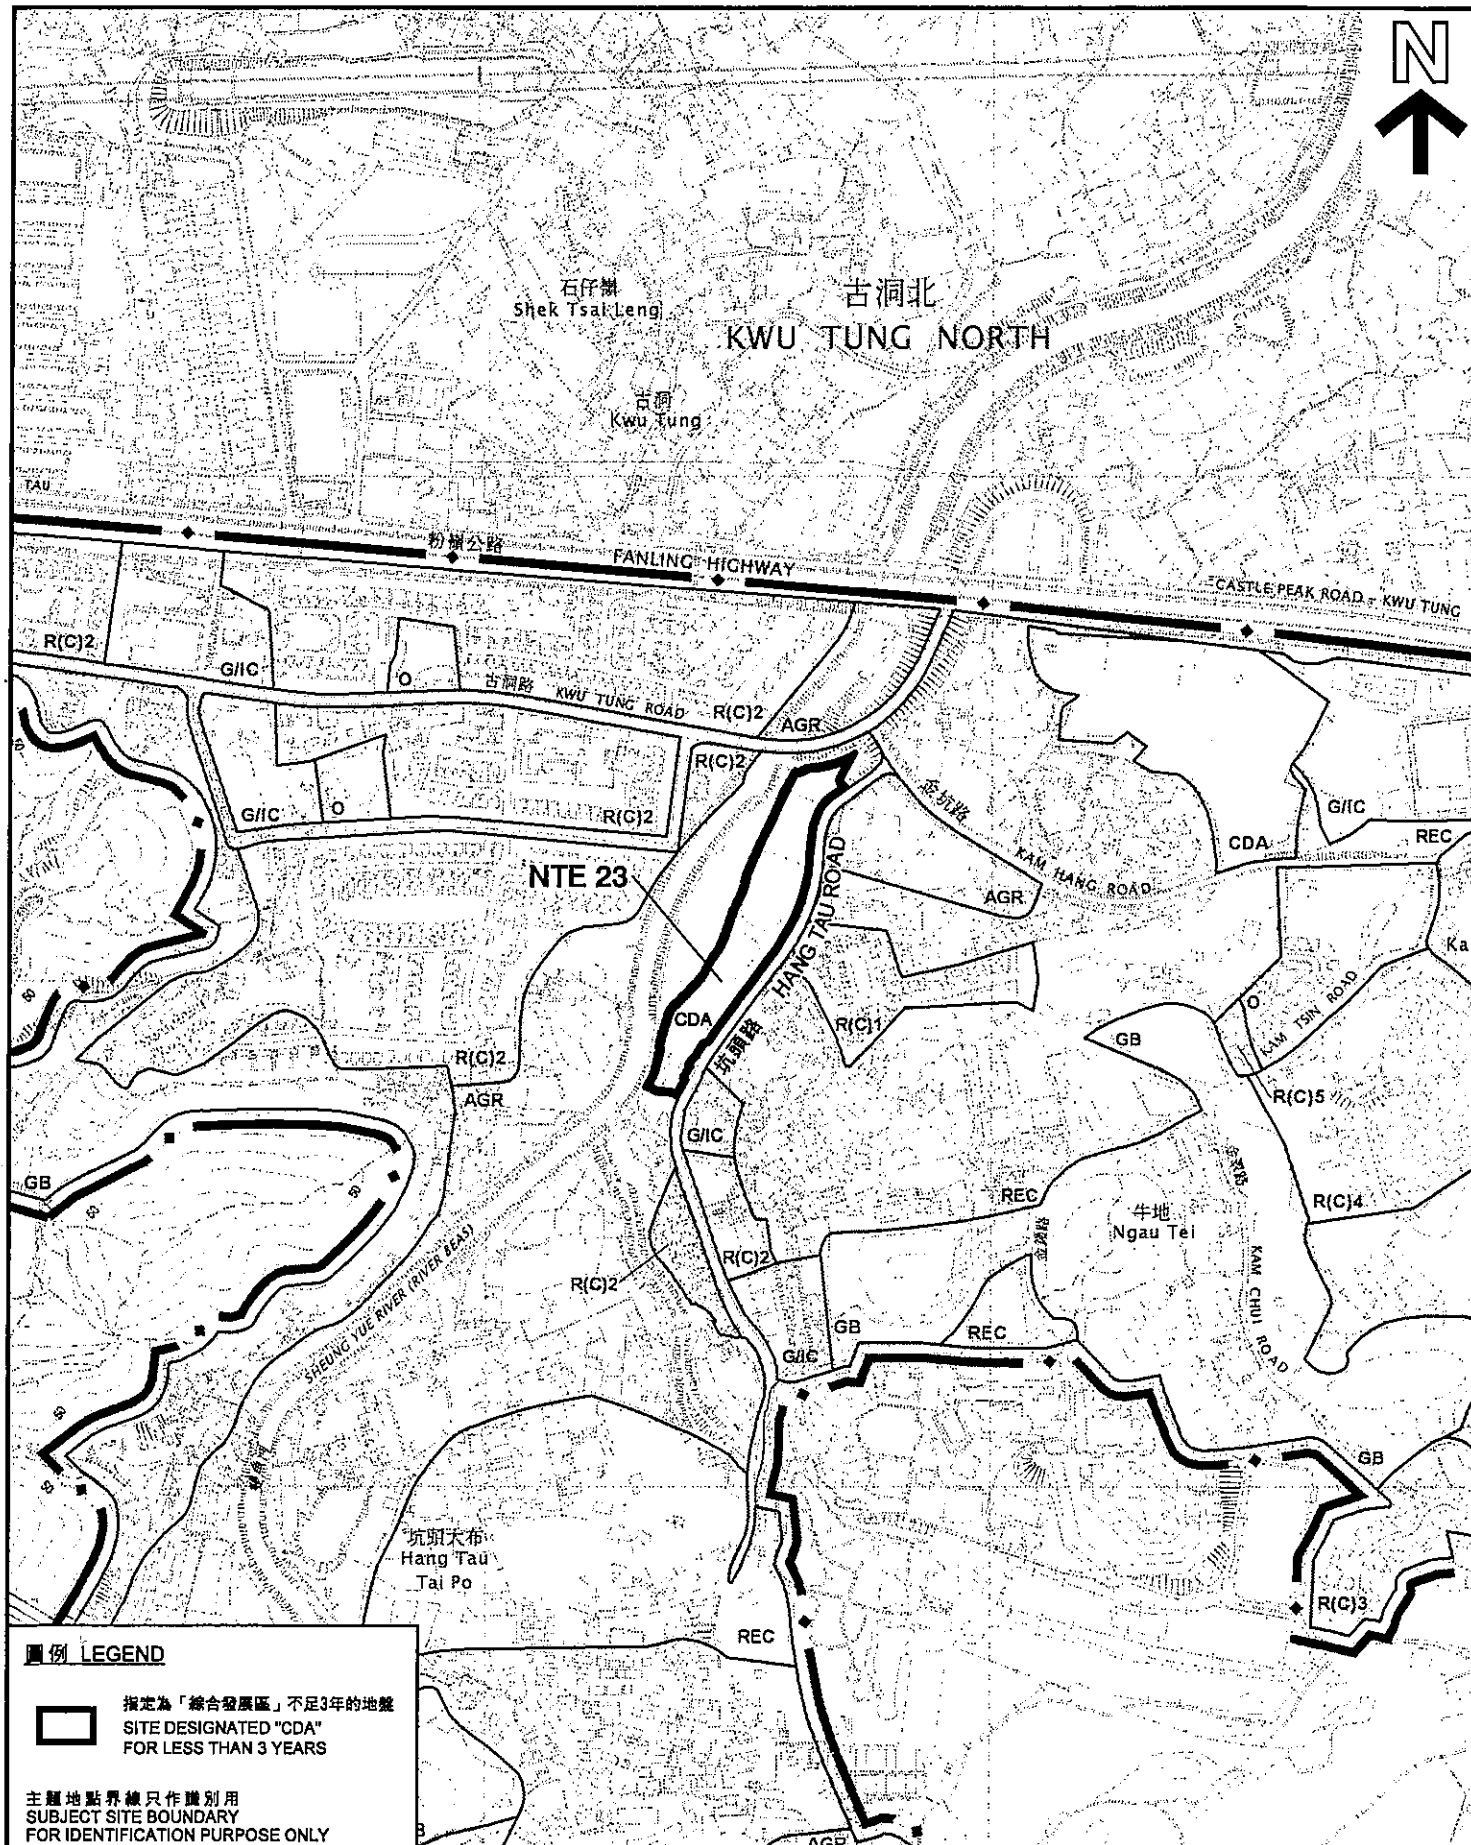 N
石仔嶺
Shek Tsai Leng
古洞北
KWU TUNG NORTH
古洞
Kwu Tung
TAU
粉嶺公路
FANLING HIGHWAY
CASTLE PEAK ROAD - KWU TUNG
R(C)2
G/IC
O
古洞路 KWU TUNG ROAD
R(C)2
AGR
R(C)2
G/IC
O
R(C)2
金坑路
KAM HANG ROAD
G/IC
CDA
REC
NTE 23
AGR
HANG TAU ROAD
坑頭路
Ka
50
CDA
R(C)1
O
KAM TSIN ROAD
GB
R(C)2
AGR
R(C)5
G/IC
GB
50
50
REC
牛地
Ngau Tei
R(C)4
SHEUNG YUE RIVER (RIVER BEAS)
R(C)2
R(C)2
KAM CHUI ROAD
GB
REC
G/IC
50
50
GB
坑頭大布
Hang Tau
Tai Po
R(C)3
REC
圖例 LEGEND
指定為「綜合發展區」不足3年的地盤
SITE DESIGNATED "CDA"
FOR LESS THAN 3 YEARS
主題地點界線只作識別用
SUBJECT SITE BOUNDARY
FOR IDENTIFICATION PURPOSE ONLY
AGR